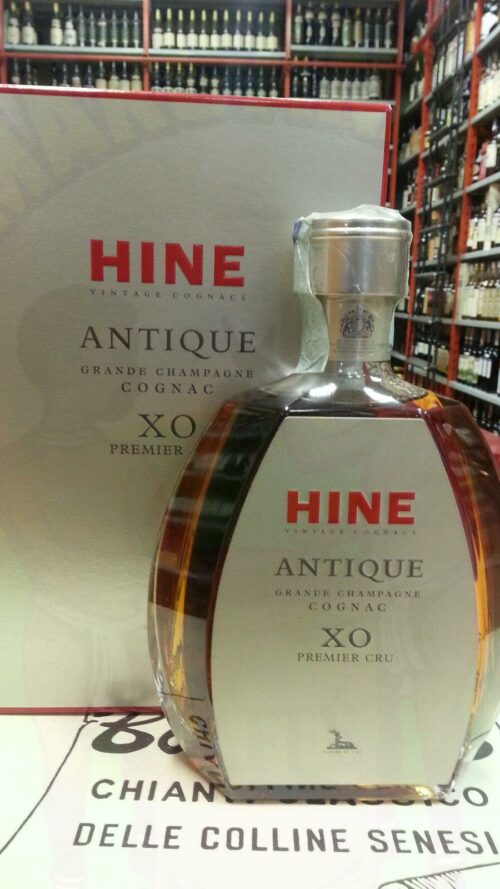 HINE
VINTAGE COGNACS
ANTIQUE
GRANDE CHAMPAGNE
COGNAC
XO
PREMIER
HINE
VINTAGE COGNACS
ANTIQUE
GRANDE CHAMPAGNE
COGNAC
XO
PREMIER CRU
CHIANTI CLASSICO
DELLE COLLINE SENESI